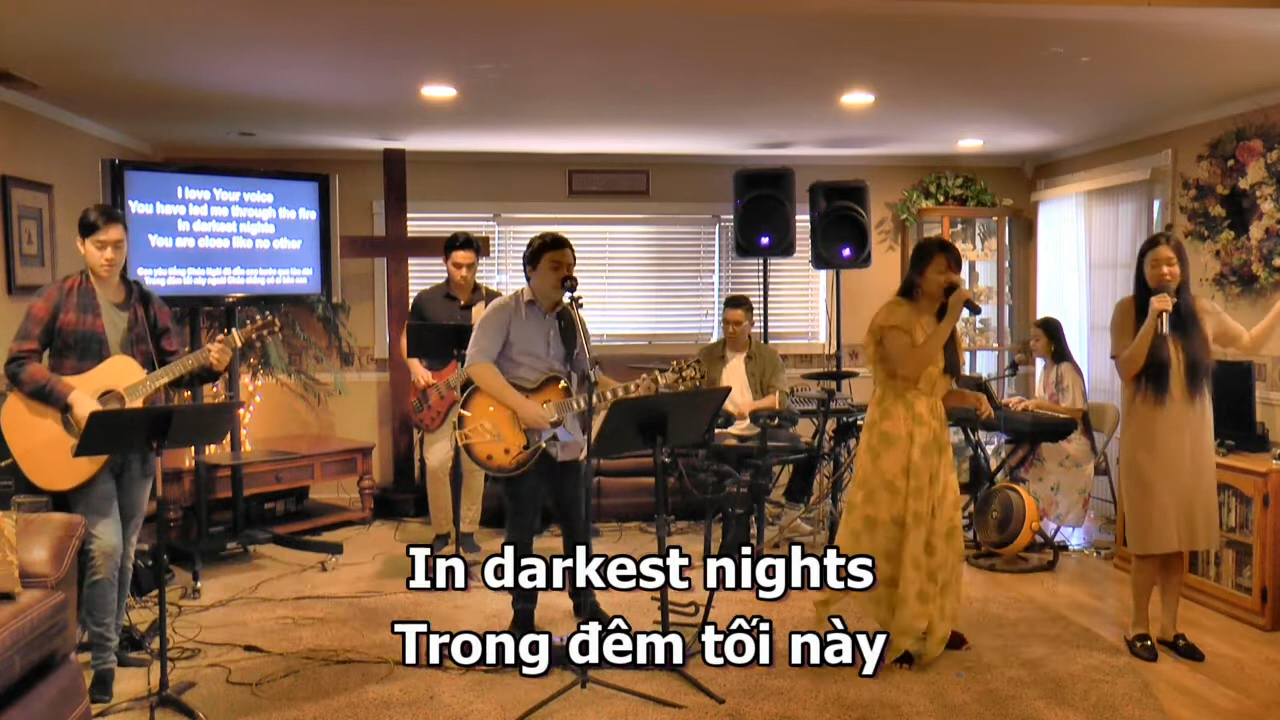 I love Your voice
You have led me through the fire
In darkest nights
You are close like no other
In darkest nights
Trong đêm tối này